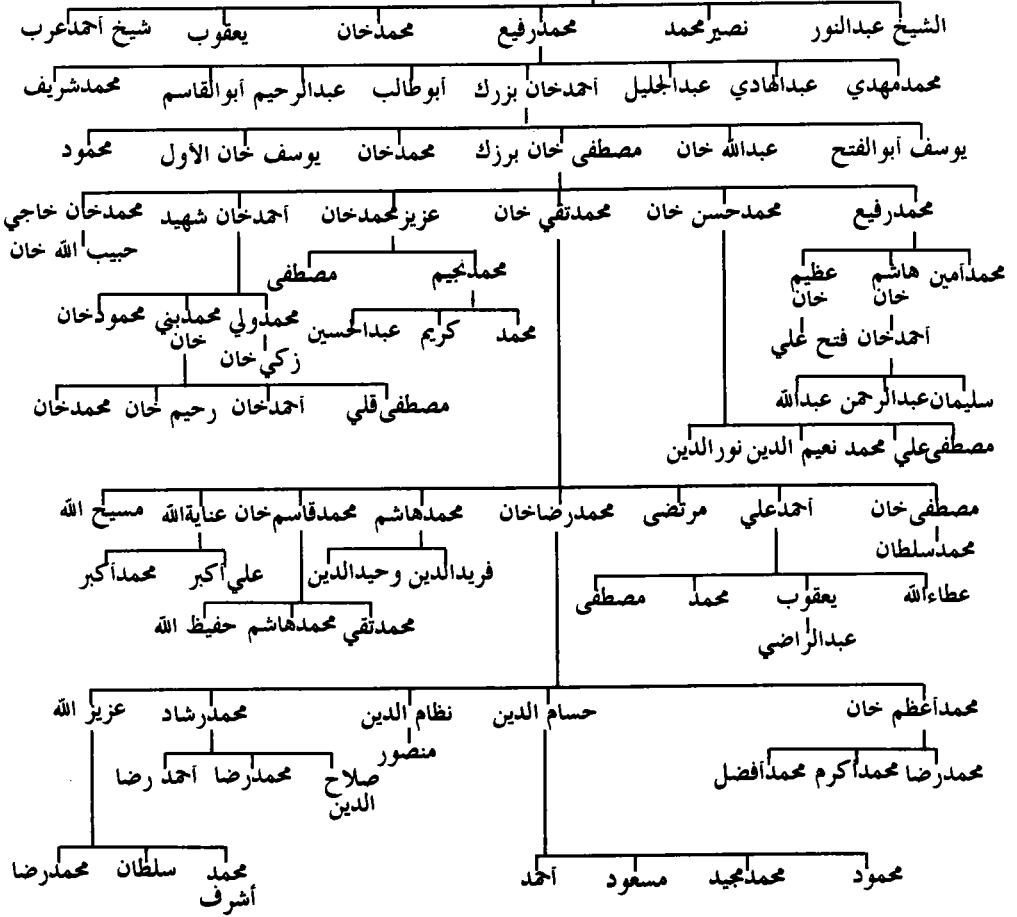 الشيخ عبدالنور نصيرمحمد محمدرفيع محمدخان يعقوب شيخ أحمدعرب
محمدمهدي عبدالهادي عبدالجليل أحمدخان بزرك أبوطالب عبدالرحيم أبوالقاسم محمدشريف
يوسف أبوالفتح عبدالله خان مصطفى خان برزك محمدخان يوسف خان الأول محمود
محمدرفيع محمدحسن خان محمدتقي خان عزيزمحمدخان أحمدخان شهيد محمدخان خاجي
حبيب الله خان
محمدأمين هاشم خان عظيم خان محمدنجيم مصطفى
أحمدخان فتح علي محمد كريم عبدالحسين محمدولي محمدبني خان محمودخان
زكي خان
سليمان عبدالرحمن عبدالله مصطفى قلي أحمدخان رحيم خان محمدخان
مصطفى علي محمد نعيم الدين نورالدين
مصطفى خان أحمدعلي مرتضى محمدرضاخان محمدهاشم محمدقاسم خان عناية الله مسيح الله
محمدسلطان فريدالدين وحيدالدين علي أكبر محمدأكبر
عطاءالله يعقوب محمد مصطفى محمدتقي محمدهاشم حفيظ الله
عبدالراضي
محمدأعظم خان حسام الدين نظام الدين محمدرشاد عزيز الله
منصور
محمدرضا محمدأكرم محمدأفضل صلاح الدين محمدرضا أحمد رضا
محمود محمدمجيد مسعود أحمد محمد أشرف سلطان محمدرضا